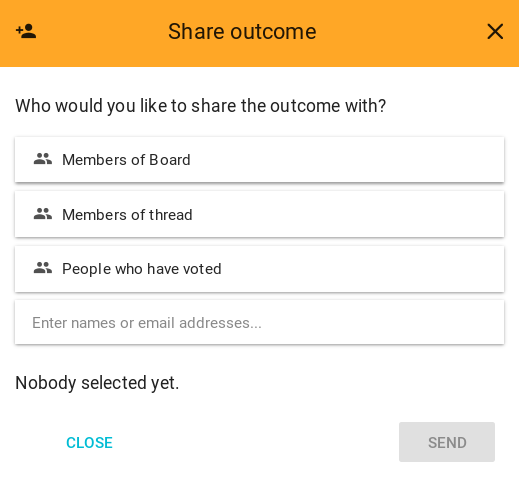 Share outcome
Who would you like to share the outcome with?
Members of Board
Members of thread
People who have voted
Enter names or email addresses...
Nobody selected yet.
CLOSE SEND